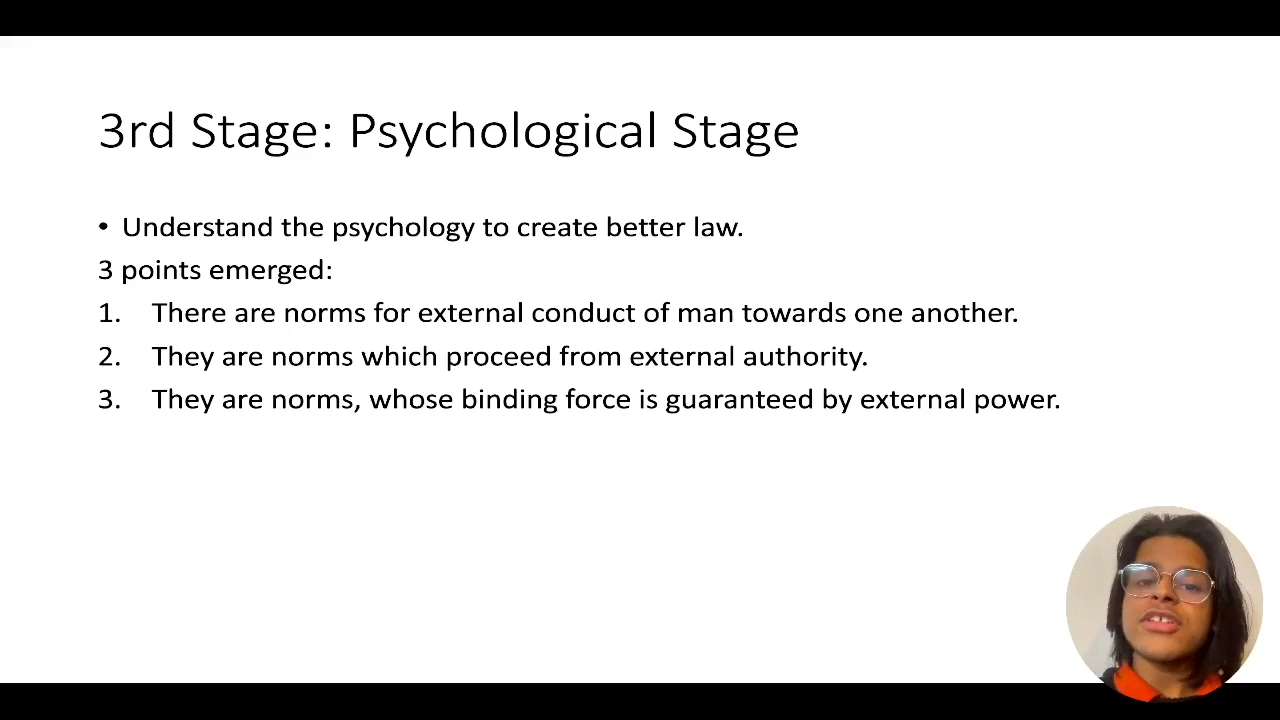 3rd Stage: Psychological Stage
• Understand the psychology to create better law.
3 points emerged:
1. There are norms for external conduct of man towards one another.
2. They are norms which proceed from external authority.
3. They are norms, whose binding force is guaranteed by external power.